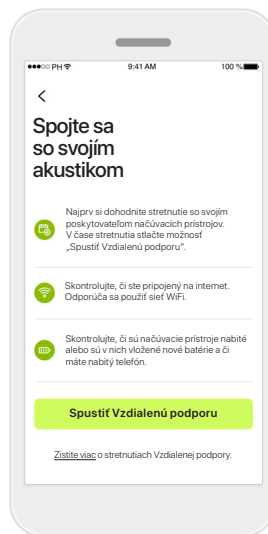 PH 9:41 AM 100 %
Spojte sa
so svojím
akustikom
Najprv si dohodnite stretnutie so svojím
poskytovateľom načúvacích prístrojov.
V čase stretnutia stlačte možnosť
„Spustiť Vzdialenú podporu“.
Skontrolujte, či ste pripojený na internet.
Odporúča sa použiť sieť WiFi.
Skontrolujte, či sú načúvacie prístroje nabité
alebo sú v nich vložené nové batérie a či
máte nabitý telefón.
Spustiť Vzdialenú podporu
Zistite viac o stretnutiach Vzdialenej podpory.